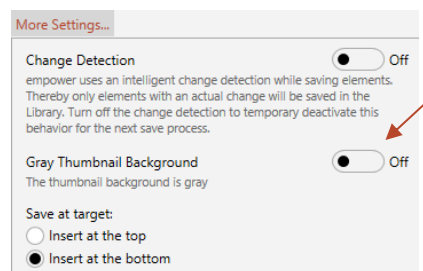 More Settings...
Change Detection Off
empower uses an intelligent change detection while saving elements.
Thereby only elements with an actual change will be saved in the
Library. Turn off the change detection to temporary deactivate this
behavior for the next save process.
Gray Thumbnail Background Off
The thumbnail background is gray
Save at target:
Insert at the top
Insert at the bottom